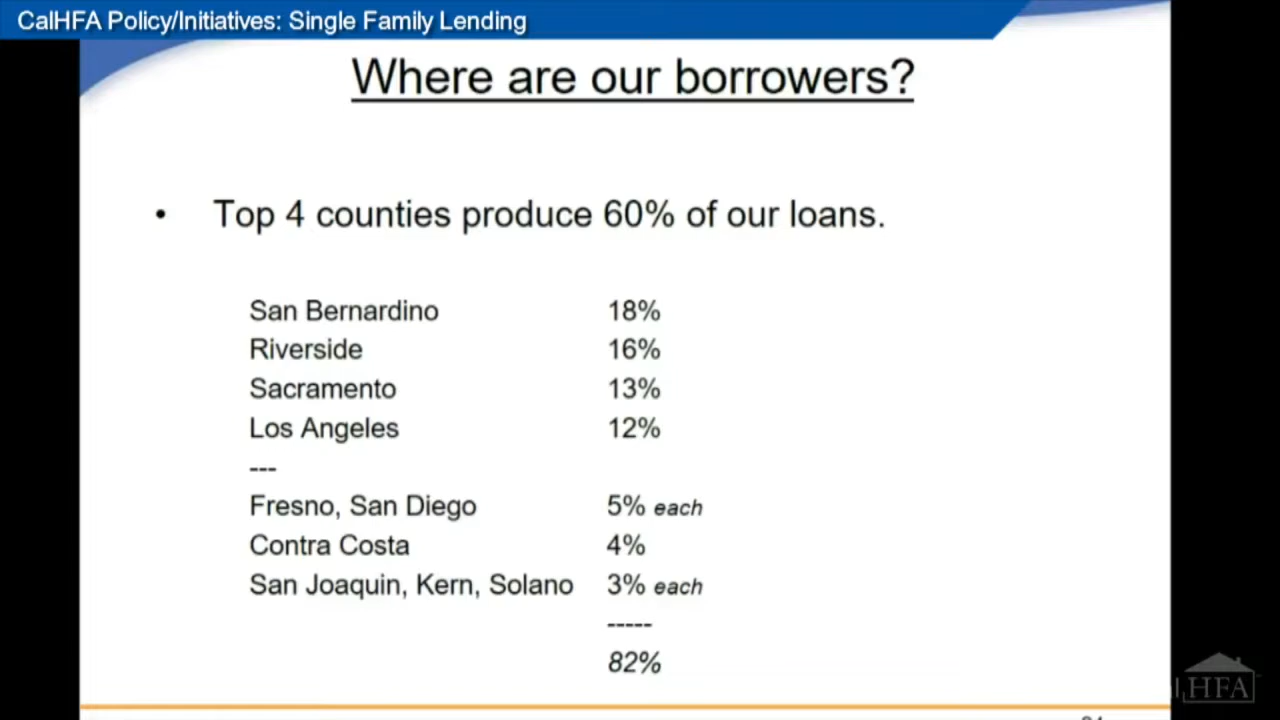 CalHFA Policy/Initiatives: Single Family Lending
Where are our borrowers?
• Top 4 counties produce 60% of our loans.
San Bernardino 18%
Riverside 16%
Sacramento 13%
Los Angeles 12%
---
Fresno, San Diego 5% each
Contra Costa 4%
San Joaquin, Kern, Solano 3% each
-----
82%
HFA